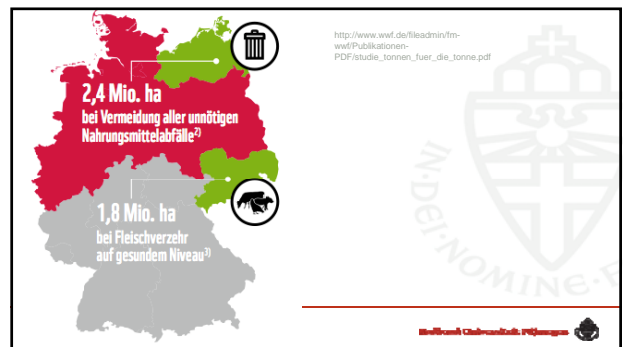 http://www.wwf.de/fileadmin/fm-
wwf/Publikationen-
PDF/studie_tonnen_fuer_die_tonne.pdf
2,4 Mio. ha
bei Vermeidung aller unnötigen
Nahrungsmittelabfälle²⁾
1,8 Mio. ha
bei Fleischverzehr
auf gesundem Niveau³⁾
IN·DEI·NOMINE·F